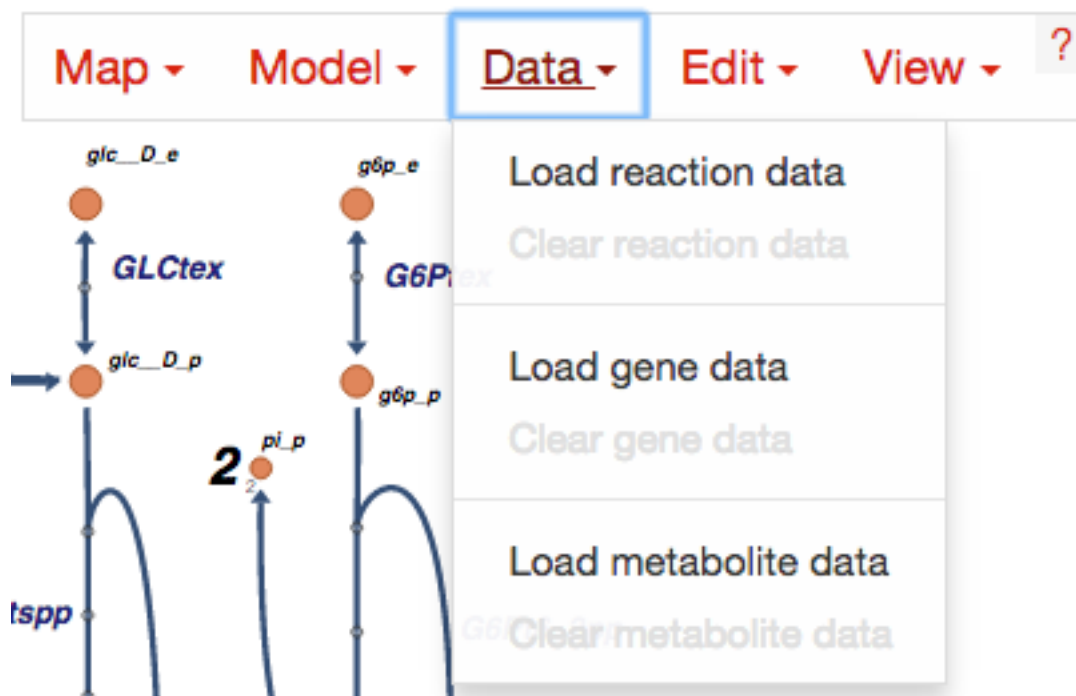 Map Model Data Edit View ?
glc__D_e g6p_e
Load reaction data
Clear reaction data
GLCtex
glc__D_p
g6p_p
Load gene data
Clear gene data
pi_p
2
2
Load metabolite data
Clear metabolite data
tspp